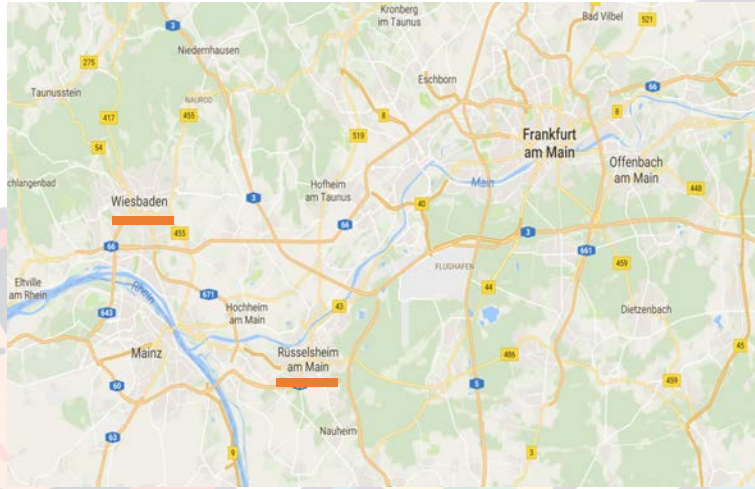 Kronberg
im Taunus
Bad Vilbel
521
3
Niedernhausen
275
Taunusstein
NAUROD
Eschborn
66
417
455
8
8
519
54
Frankfurt
am Main
Offenbach
am Main
chlangenbad
Hofheim
am Taunus
Main
448
Wiesbaden
3
40
455
66
3
66
661
459
FLUGHAFEN
Eltville
am Rhein
Rhein
671
44
643
Hochheim
am Main
43
Dietzenbach
Mainz
Rüsselsheim
am Main
486
45
60
5
459
63
Nauheim
9
3